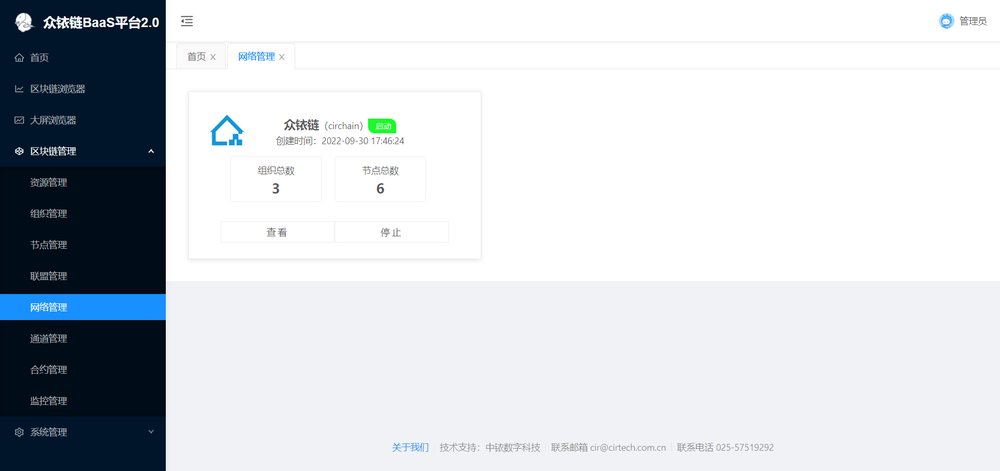 众铱链BaaS平台2.0
首页
区块链浏览器
大屏浏览器
区块链管理
资源管理
组织管理
节点管理
联盟管理
网络管理
通道管理
合约管理
监控管理
系统管理
管理员
首页
网络管理
众铱链（circhain） 启动
创建时间：2022-09-30 17:46:24
组织总数
3
节点总数
6
查看
停止
关于我们 技术支持：中铱数字科技 联系邮箱 cir@cirtech.com.cn 联系电话 025-57519292